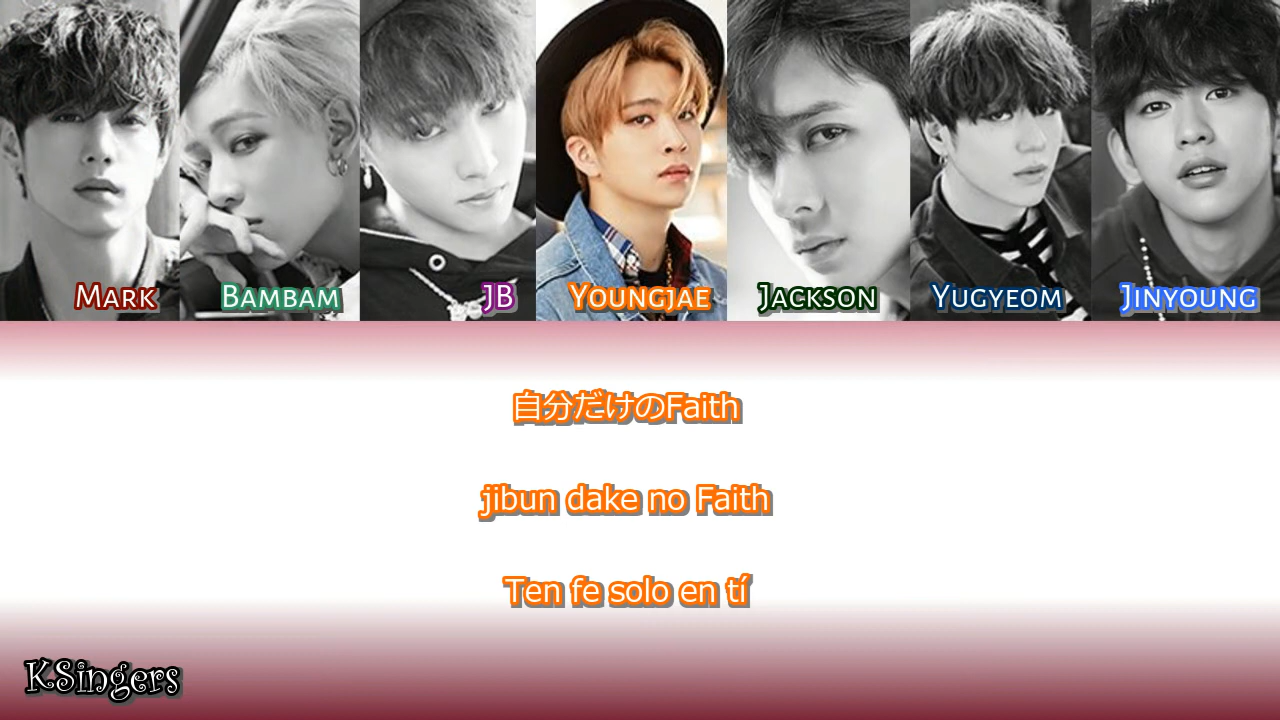 Mark Bambam JB Youngjae Jackson Yugyeom Jinyoung
自分だけのFaith
jibun dake no Faith
Ten fe solo en tí
KSingers